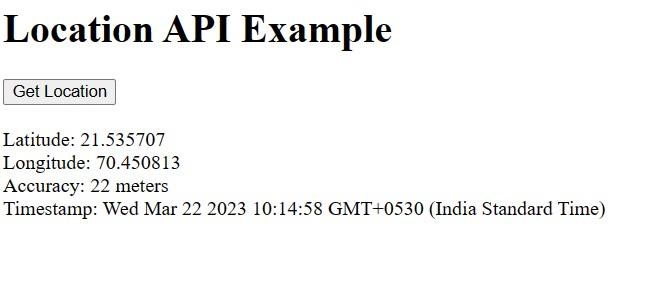 Location API Example
Get Location
Latitude: 21.535707
Longitude: 70.450813
Accuracy: 22 meters
Timestamp: Wed Mar 22 2023 10:14:58 GMT+0530 (India Standard Time)